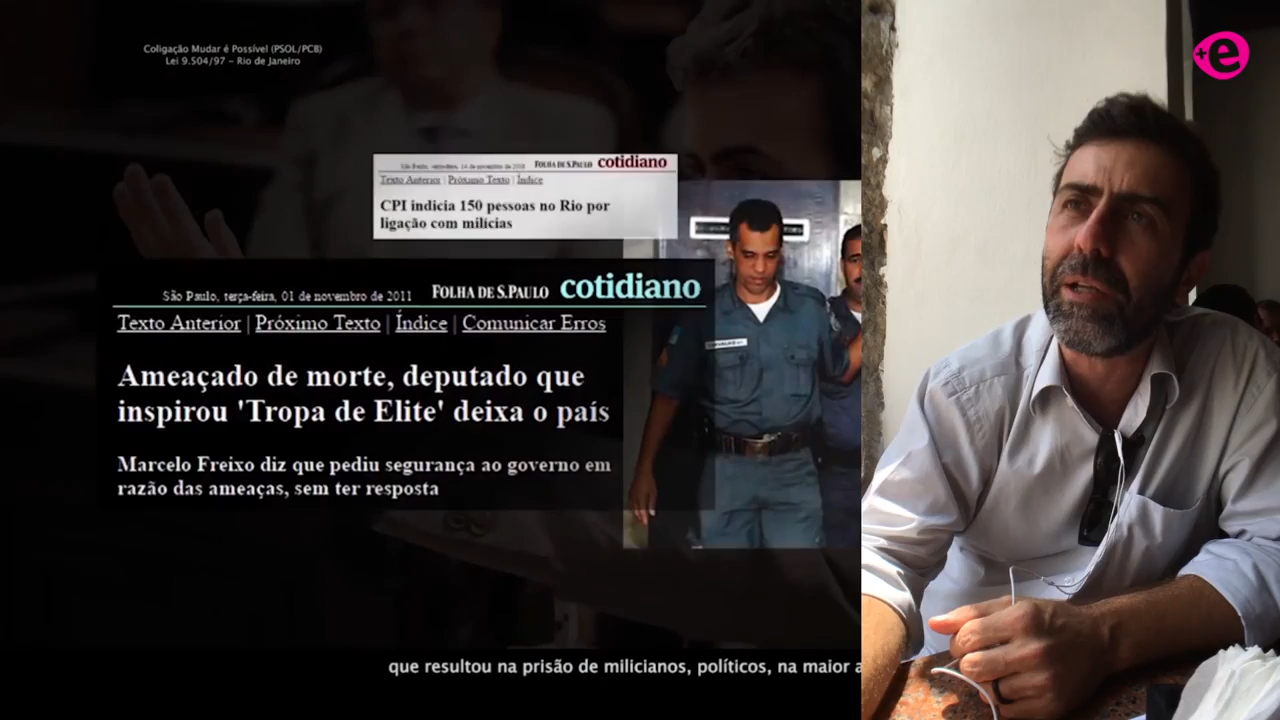 Coligação Mudar é Possível (PSOL/PCB)
Lei 9.504/97 – Rio de Janeiro
+e
FOLHA DE S.PAULO cotidiano
Texto Anterior | Próximo Texto | Índice
CPI indicia 150 pessoas no Rio por
ligação com milícias
São Paulo, terça-feira, 01 de novembro de 2011 FOLHA DE S.PAULO cotidiano
Texto Anterior | Próximo Texto | Índice | Comunicar Erros
Ameaçado de morte, deputado que
inspirou 'Tropa de Elite' deixa o país
Marcelo Freixo diz que pediu segurança ao governo em
razão das ameaças, sem ter resposta
que resultou na prisão de milicianos, políticos, na maior a